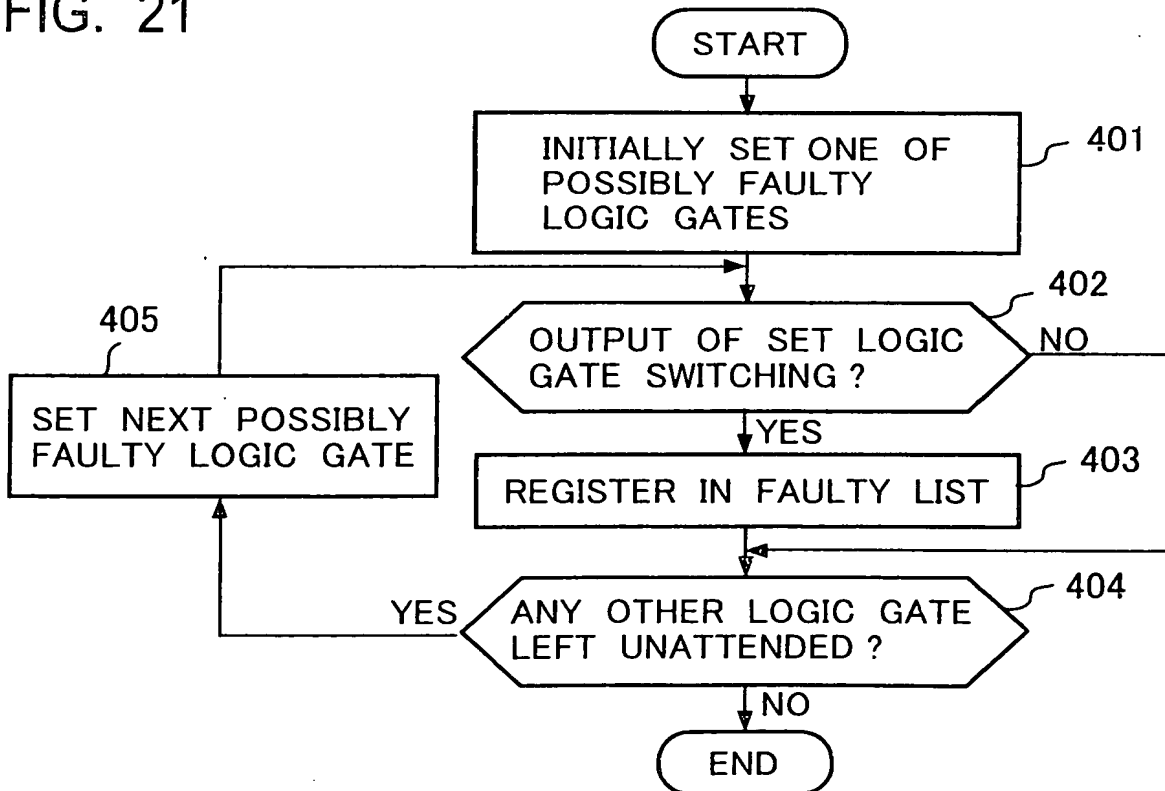 FIG. 21
START
INITIALLY SET ONE OF
POSSIBLY FAULTY
LOGIC GATES
401
402
OUTPUT OF SET LOGIC
GATE SWITCHING ?
NO
405
SET NEXT POSSIBLY
FAULTY LOGIC GATE
YES
REGISTER IN FAULTY LIST
403
404
YES
ANY OTHER LOGIC GATE
LEFT UNATTENDED ?
NO
END